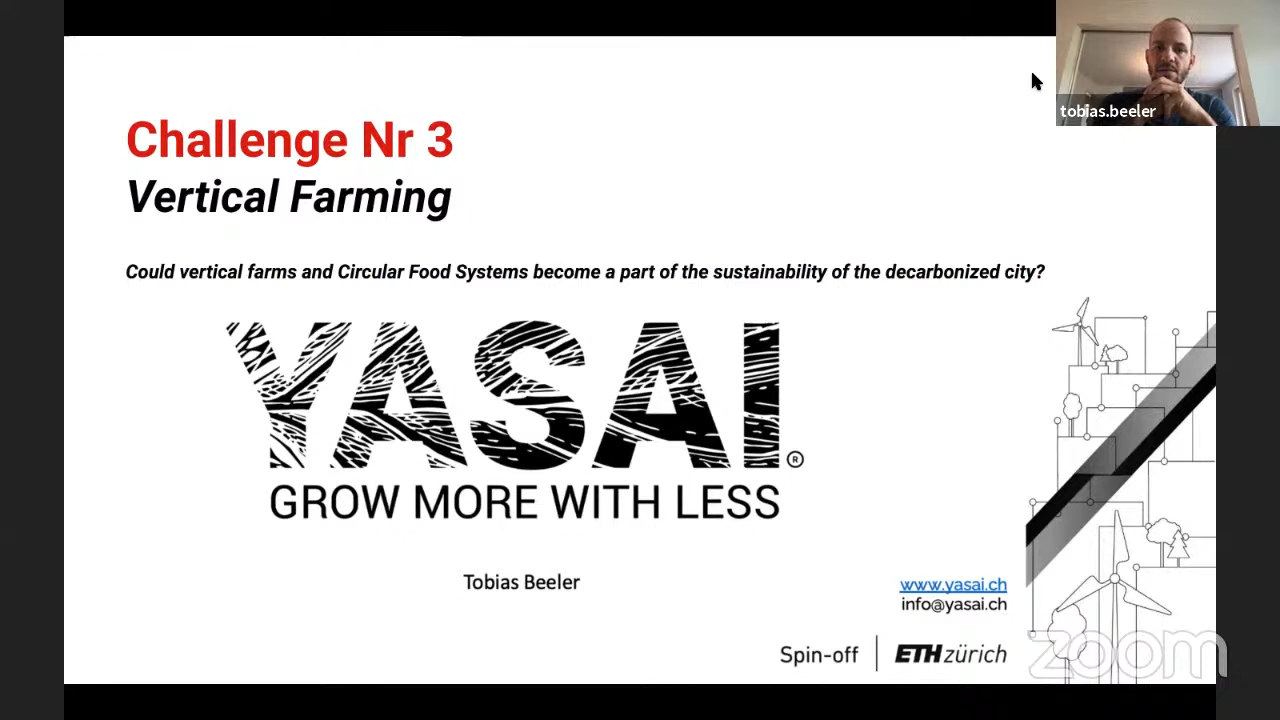 tobias.beeler
Challenge Nr 3
Vertical Farming
Could vertical farms and Circular Food Systems become a part of the sustainability of the decarbonized city?
YASAI®
GROW MORE WITH LESS
Tobias Beeler
www.yasai.ch
info@yasai.ch
Spin-off
ETH zürich
zoom